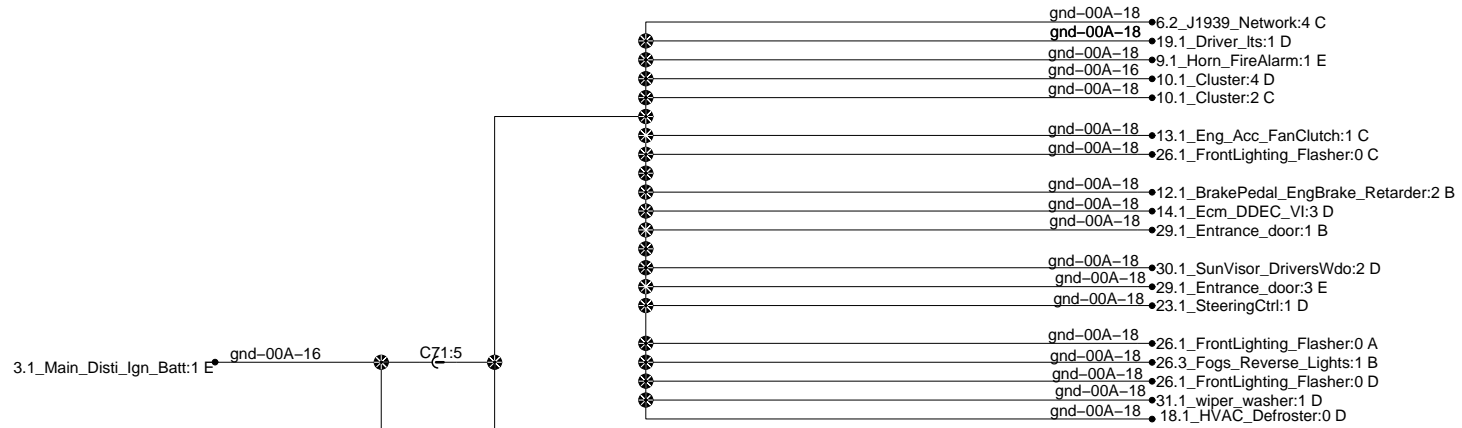 gnd−00A−18 6.2_J1939_Network:4 C
gnd−00A−18 19.1_Driver_lts:1 D
gnd−00A−18 9.1_Horn_FireAlarm:1 E
gnd−00A−16 10.1_Cluster:4 D
gnd−00A−18 10.1_Cluster:2 C
gnd−00A−18 13.1_Eng_Acc_FanClutch:1 C
gnd−00A−18 26.1_FrontLighting_Flasher:0 C
gnd−00A−18 12.1_BrakePedal_EngBrake_Retarder:2 B
gnd−00A−18 14.1_Ecm_DDEC_VI:3 D
gnd−00A−18 29.1_Entrance_door:1 B
gnd−00A−18 30.1_SunVisor_DriversWdo:2 D
gnd−00A−18 29.1_Entrance_door:3 E
gnd−00A−18 23.1_SteeringCtrl:1 D
gnd−00A−18 26.1_FrontLighting_Flasher:0 A
3.1_Main_Disti_Ign_Batt:1 E gnd−00A−16 C71:5 gnd−00A−18 26.3_Fogs_Reverse_Lights:1 B
gnd−00A−18 26.1_FrontLighting_Flasher:0 D
gnd−00A−18 31.1_wiper_washer:1 D
gnd−00A−18 18.1_HVAC_Defroster:0 D